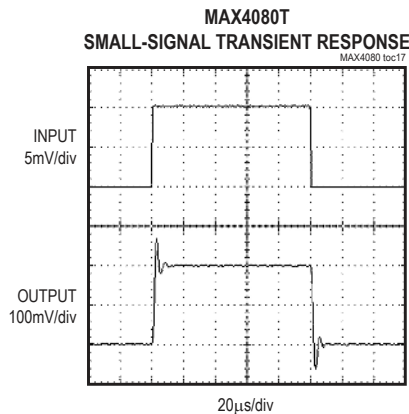 MAX4080T
SMALL-SIGNAL TRANSIENT RESPONSE
MAX4080 toc17
INPUT
5mV/div
OUTPUT
100mV/div
20µs/div